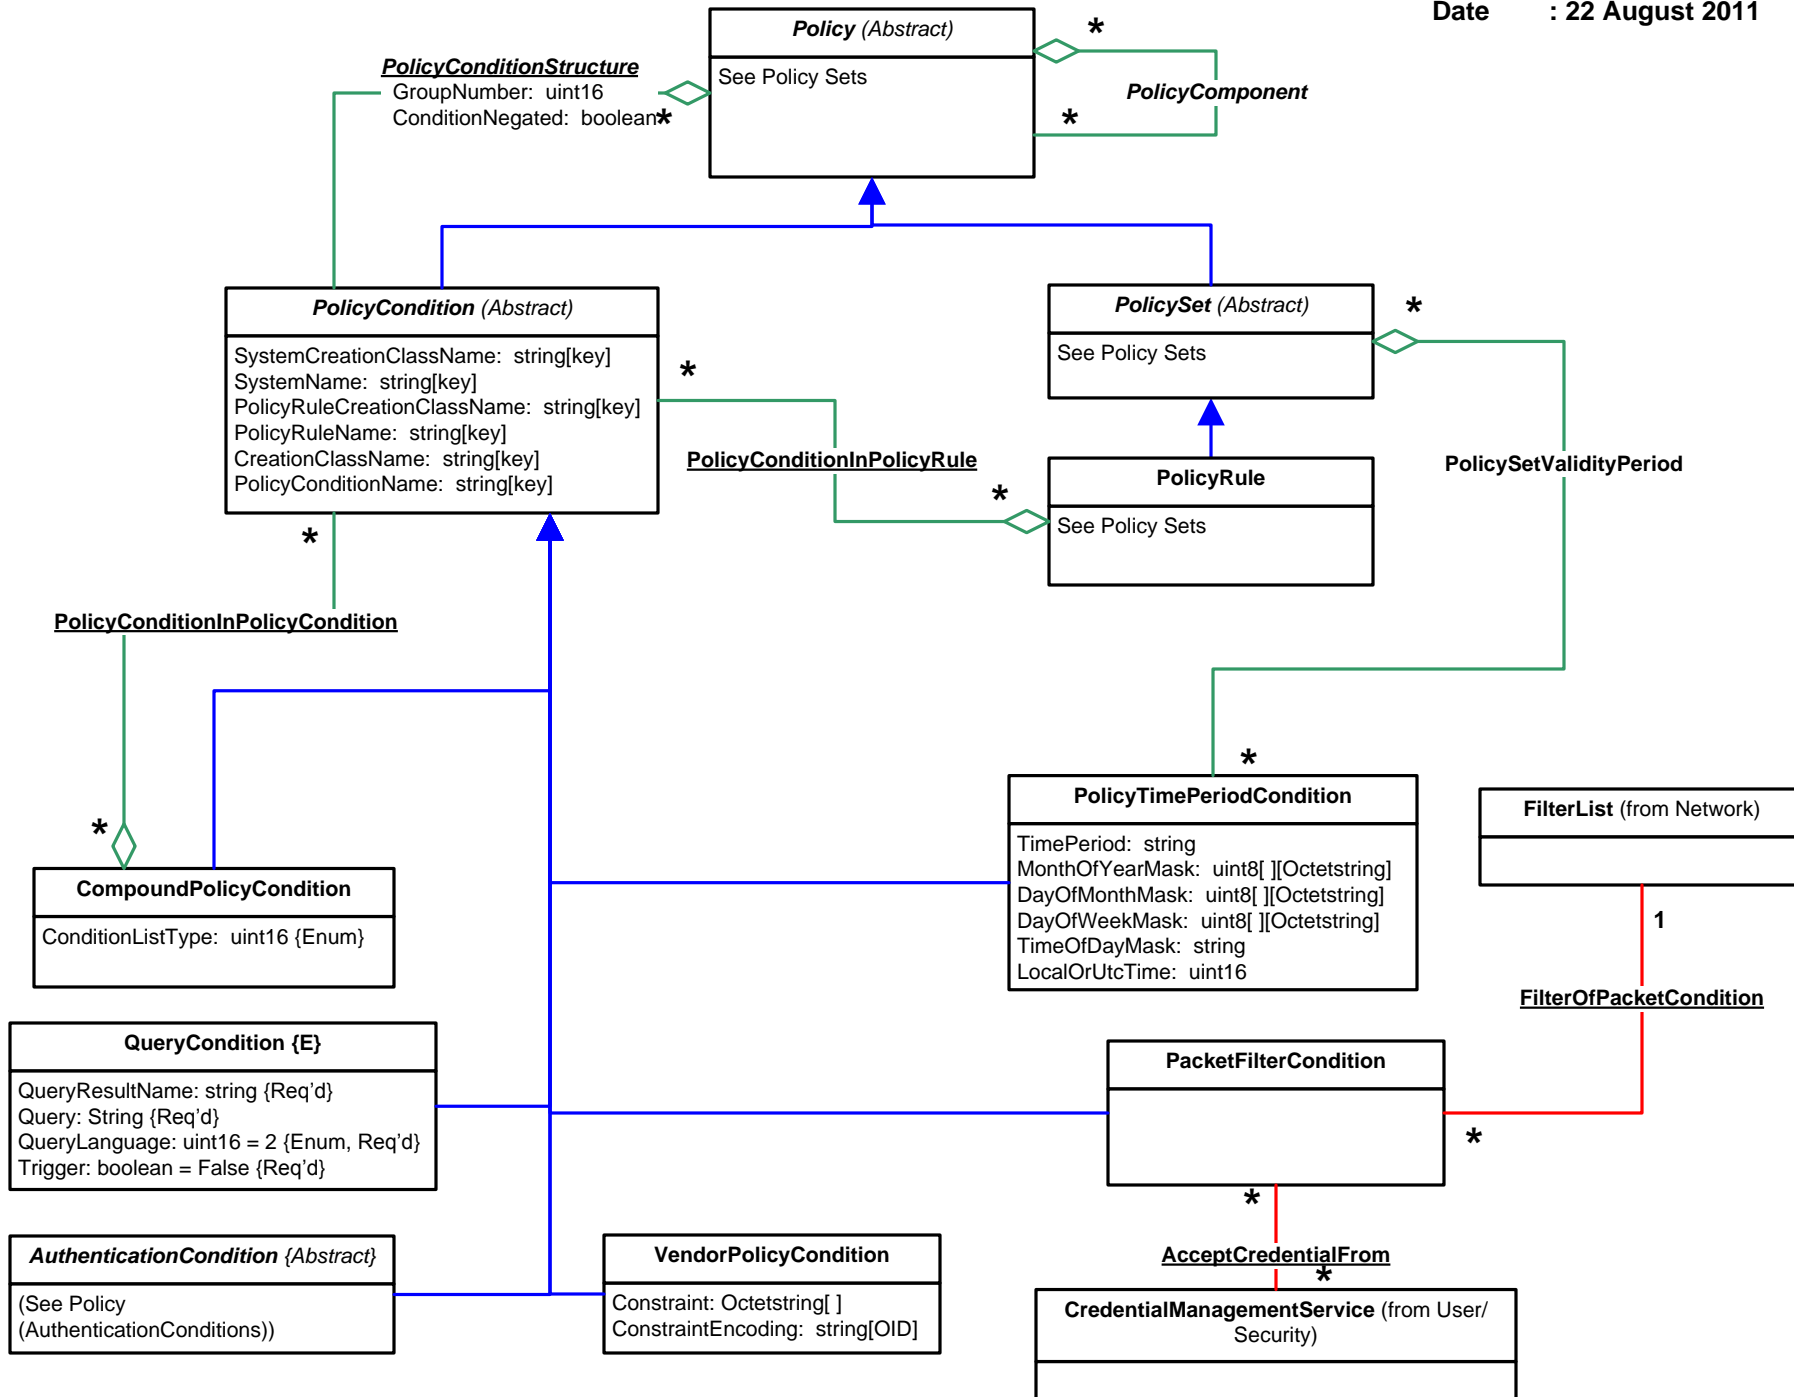 Date : 22 August 2011
Policy (Abstract)
See Policy Sets
*
PolicyComponent
*
PolicyConditionStructure
GroupNumber: uint16
ConditionNegated: boolean
*
PolicyCondition (Abstract)
SystemCreationClassName: string[key]
SystemName: string[key]
PolicyRuleCreationClassName: string[key]
PolicyRuleName: string[key]
CreationClassName: string[key]
PolicyConditionName: string[key]
*
PolicySet (Abstract)
See Policy Sets
*
PolicyConditionInPolicyRule
*
PolicyRule
See Policy Sets
PolicySetValidityPeriod
*
*
PolicyConditionInPolicyCondition
*
CompoundPolicyCondition
ConditionListType: uint16 {Enum}
PolicyTimePeriodCondition
TimePeriod: string
MonthOfYearMask: uint8[ ][Octetstring]
DayOfMonthMask: uint8[ ][Octetstring]
DayOfWeekMask: uint8[ ][Octetstring]
TimeOfDayMask: string
LocalOrUtcTime: uint16
FilterList (from Network)
1
FilterOfPacketCondition
*
QueryCondition {E}
QueryResultName: string {Req’d}
Query: String {Req’d}
QueryLanguage: uint16 = 2 {Enum, Req’d}
Trigger: boolean = False {Req’d}
PacketFilterCondition
*
AcceptCredentialFrom
*
AuthenticationCondition {Abstract}
(See Policy
(AuthenticationConditions))
VendorPolicyCondition
Constraint: Octetstring[ ]
ConstraintEncoding: string[OID]
CredentialManagementService (from User/
Security)